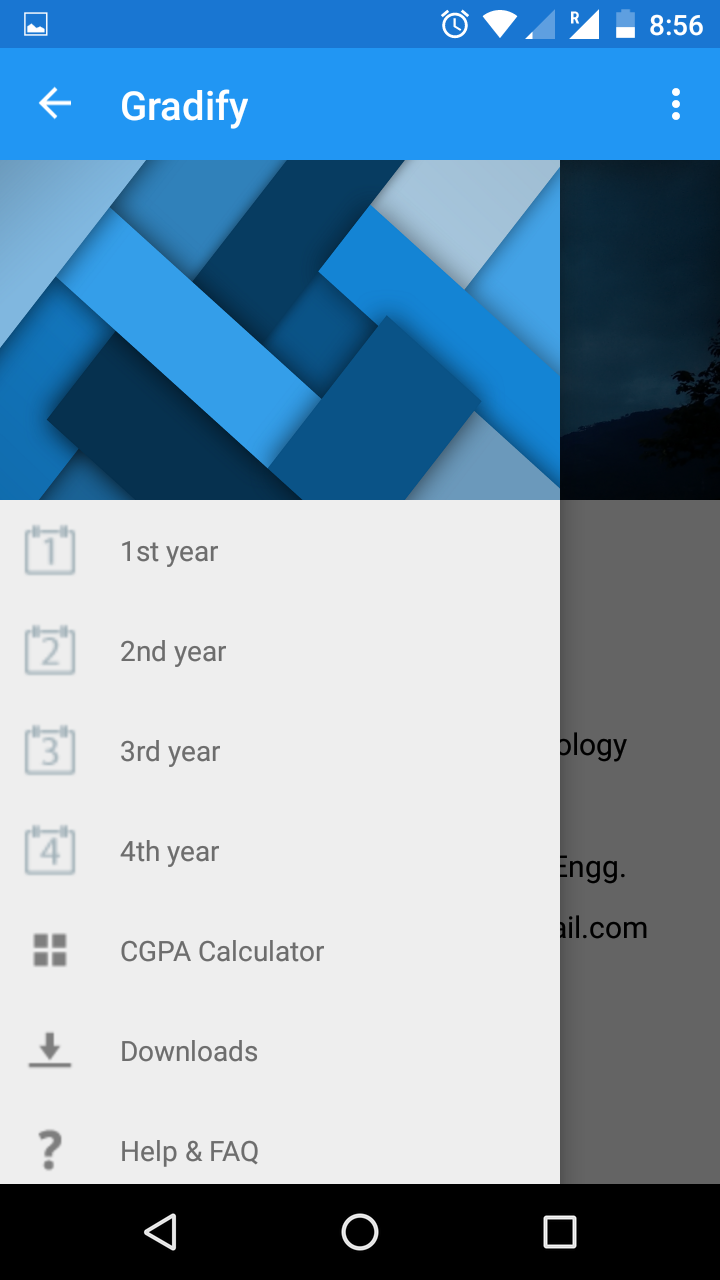 R 8:56
Gradify
1 1st year
2 2nd year
3 3rd year
ology
4 4th year
Engg.
ail.com
CGPA Calculator
Downloads
? Help & FAQ